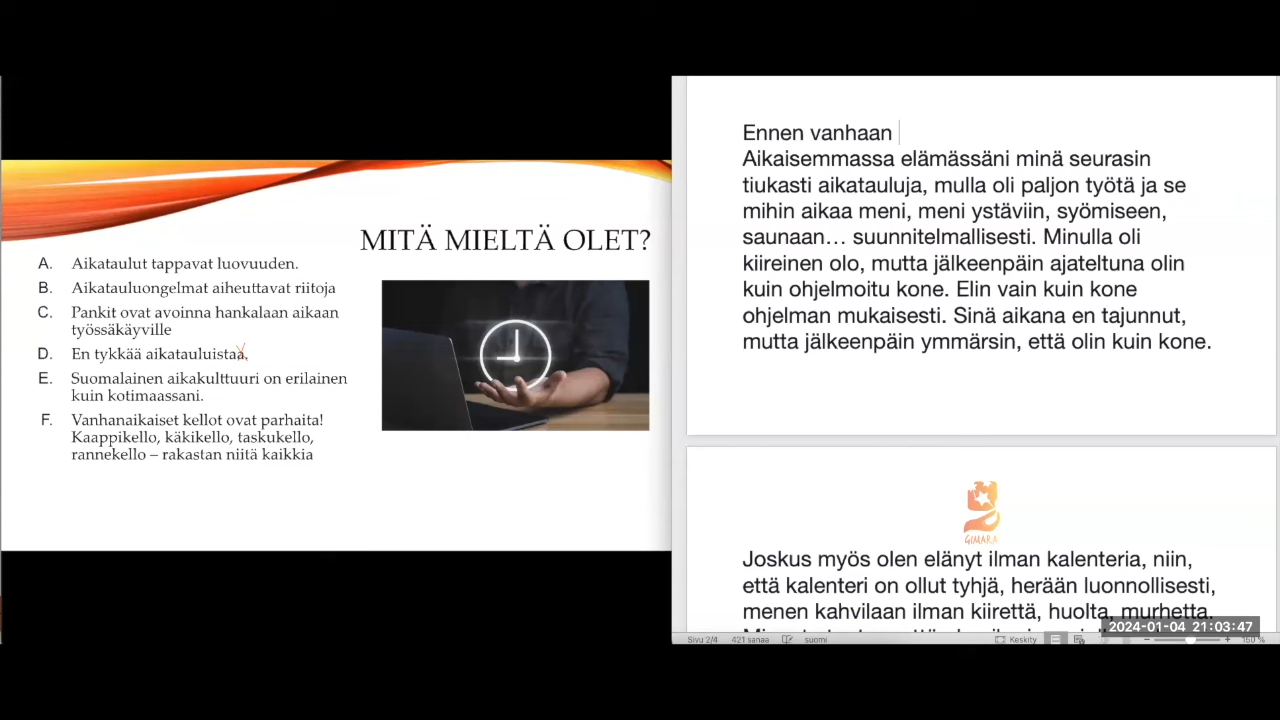 MITÄ MIELTÄ OLET?
A. Aikataulut tappavat luovuuden.
B. Aikatauluongelmat aiheuttavat riitoja
C. Pankit ovat avoinna hankalaan aikaan
työssäkäyville
D. En tykkää aikatauluistaa,
E. Suomalainen aikakulttuuri on erilainen
kuin kotimaassani.
F. Vanhanaikaiset kellot ovat parhaita!
Kaappikello, käkikello, taskukello,
rannekello – rakastan niitä kaikkia
Ennen vanhaan
Aikaisemmassa elämässäni minä seurasin
tiukasti aikatauluja, mulla oli paljon työtä ja se
mihin aikaa meni, meni ystäviin, syömiseen,
saunaan… suunnitelmallisesti. Minulla oli
kiireinen olo, mutta jälkeenpäin ajateltuna olin
kuin ohjelmoitu kone. Elin vain kuin kone
ohjelman mukaisesti. Sinä aikana en tajunnut,
mutta jälkeenpäin ymmärsin, että olin kuin kone.
GIMARA
Joskus myös olen elänyt ilman kalenteria, niin,
että kalenteri on ollut tyhjä, herään luonnollisesti,
menen kahvilaan ilman kiirettä, huolta, murhetta.
2024-01-04 21:03:47
Sivu 2/4 421 sanaa suomi Keskity 150 %